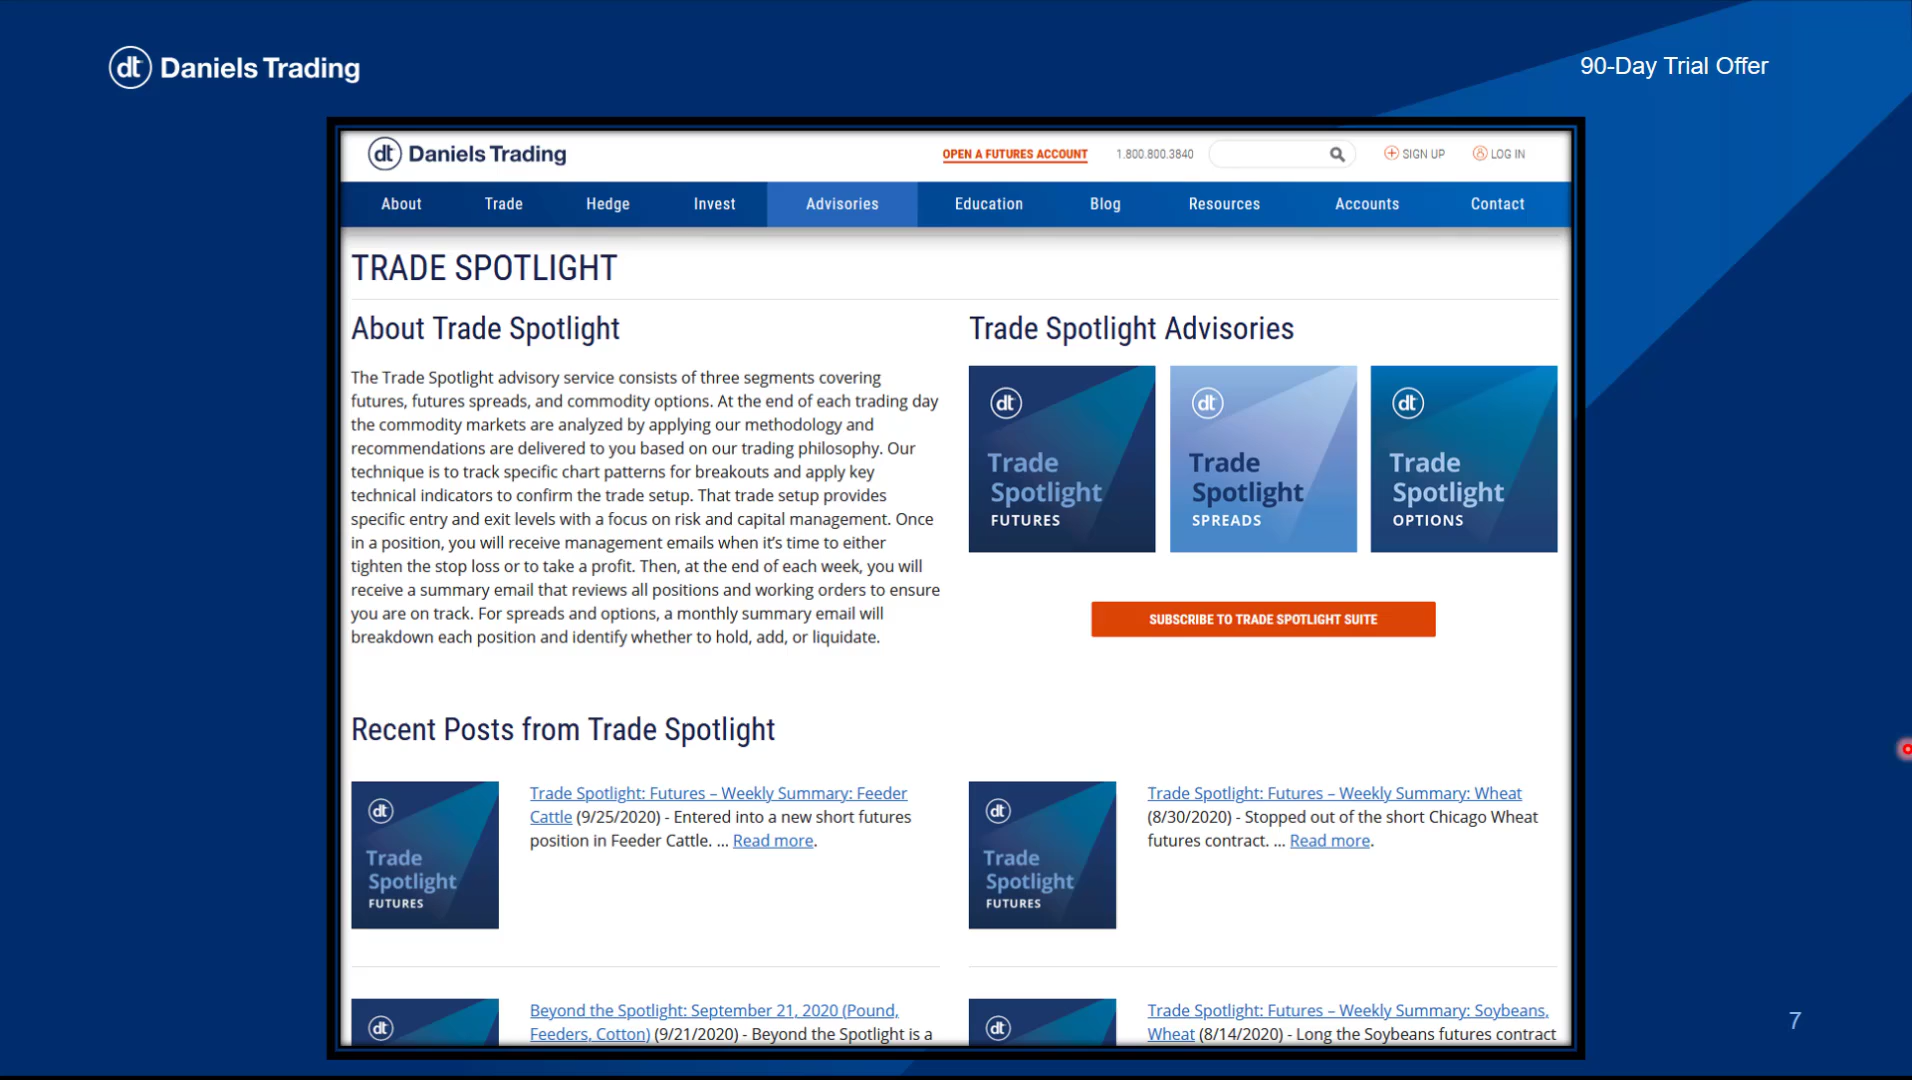 dt Daniels Trading
90-Day Trial Offer
dt Daniels Trading
OPEN A FUTURES ACCOUNT
1.800.800.3840
SIGN UP
LOG IN
About
Trade
Hedge
Invest
Advisories
Education
Blog
Resources
Accounts
Contact
TRADE SPOTLIGHT
About Trade Spotlight
The Trade Spotlight advisory service consists of three segments covering
futures, futures spreads, and commodity options. At the end of each trading day
the commodity markets are analyzed by applying our methodology and
recommendations are delivered to you based on our trading philosophy. Our
technique is to track specific chart patterns for breakouts and apply key
technical indicators to confirm the trade setup. That trade setup provides
specific entry and exit levels with a focus on risk and capital management. Once
in a position, you will receive management emails when it's time to either
tighten the stop loss or to take a profit. Then, at the end of each week, you will
receive a summary email that reviews all positions and working orders to ensure
you are on track. For spreads and options, a monthly summary email will
breakdown each position and identify whether to hold, add, or liquidate.
Trade Spotlight Advisories
dt
Trade
Spotlight
FUTURES
dt
Trade
Spotlight
SPREADS
dt
Trade
Spotlight
OPTIONS
SUBSCRIBE TO TRADE SPOTLIGHT SUITE
Recent Posts from Trade Spotlight
dt
Trade
Spotlight
FUTURES
Trade Spotlight: Futures – Weekly Summary: Feeder
Cattle (9/25/2020) - Entered into a new short futures
position in Feeder Cattle. ... Read more.
dt
Trade
Spotlight
FUTURES
Trade Spotlight: Futures – Weekly Summary: Wheat
(8/30/2020) - Stopped out of the short Chicago Wheat
futures contract. ... Read more.
dt
Beyond the Spotlight: September 21, 2020 (Pound,
Feeders, Cotton) (9/21/2020) - Beyond the Spotlight is a
dt
Trade Spotlight: Futures – Weekly Summary: Soybeans,
Wheat (8/14/2020) - Long the Soybeans futures contract
7